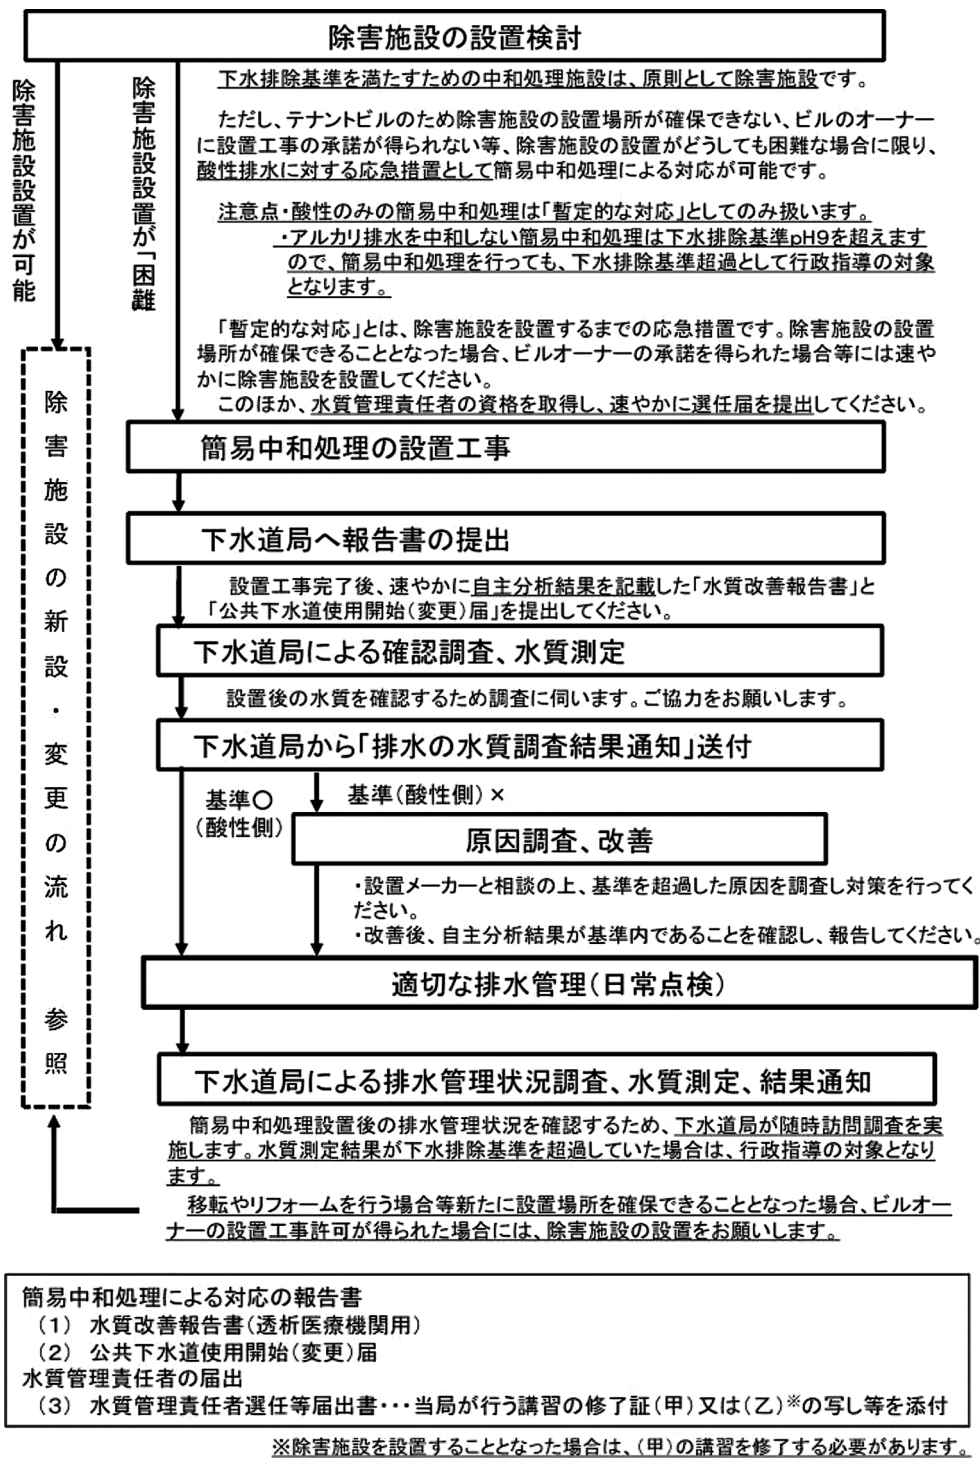 除害施設の設置検討
除害施設設置が可能
除害施設設置が「困難」
下水排除基準を満たすための中和処理施設は、原則として除害施設です。
ただし、テナントビルのため除害施設の設置場所が確保できない、ビルのオーナー
に設置工事の承諾が得られない等、除害施設の設置がどうしても困難な場合に限り、
酸性排水に対する応急措置として簡易中和処理による対応が可能です。
注意点・酸性のみの簡易中和処理は「暫定的な対応」としてのみ扱います。
・アルカリ排水を中和しない簡易中和処理は下水排除基準pH9を超えます
ので、簡易中和処理を行っても、下水排除基準超過として行政指導の対象
となります。
「暫定的な対応」とは、除害施設を設置するまでの応急措置です。除害施設の設置
場所が確保できることとなった場合、ビルオーナーの承諾を得られた場合等には速や
かに除害施設を設置してください。
このほか、水質管理責任者の資格を取得し、速やかに選任届を提出してください。
除害施設の新設・変更の流れ 参照
簡易中和処理の設置工事
下水道局へ報告書の提出
設置工事完了後、速やかに自主分析結果を記載した「水質改善報告書」と
「公共下水道使用開始（変更）届」を提出してください。
下水道局による確認調査、水質測定
設置後の水質を確認するため調査に伺います。ご協力をお願いします。
下水道局から「排水の水質調査結果通知」送付
基準○
（酸性側）
基準（酸性側）×
原因調査、改善
・設置メーカーと相談の上、基準を超過した原因を調査し対策を行ってく
ださい。
・改善後、自主分析結果が基準内であることを確認し、報告してください。
適切な排水管理（日常点検）
下水道局による排水管理状況調査、水質測定、結果通知
簡易中和処理設置後の排水管理状況を確認するため、下水道局が随時訪問調査を実
施します。水質測定結果が下水排除基準を超過していた場合は、行政指導の対象となり
ます。
移転やリフォームを行う場合等新たに設置場所を確保できることとなった場合、ビルオー
ナーの設置工事許可が得られた場合には、除害施設の設置をお願いします。
簡易中和処理による対応の報告書
（１） 水質改善報告書（透析医療機関用）
（２） 公共下水道使用開始（変更）届
水質管理責任者の届出
（３） 水質管理責任者選任等届出書・・・当局が行う講習の修了証（甲）又は（乙）※の写し等を添付
※除害施設を設置することとなった場合は、（甲）の講習を修了する必要があります。